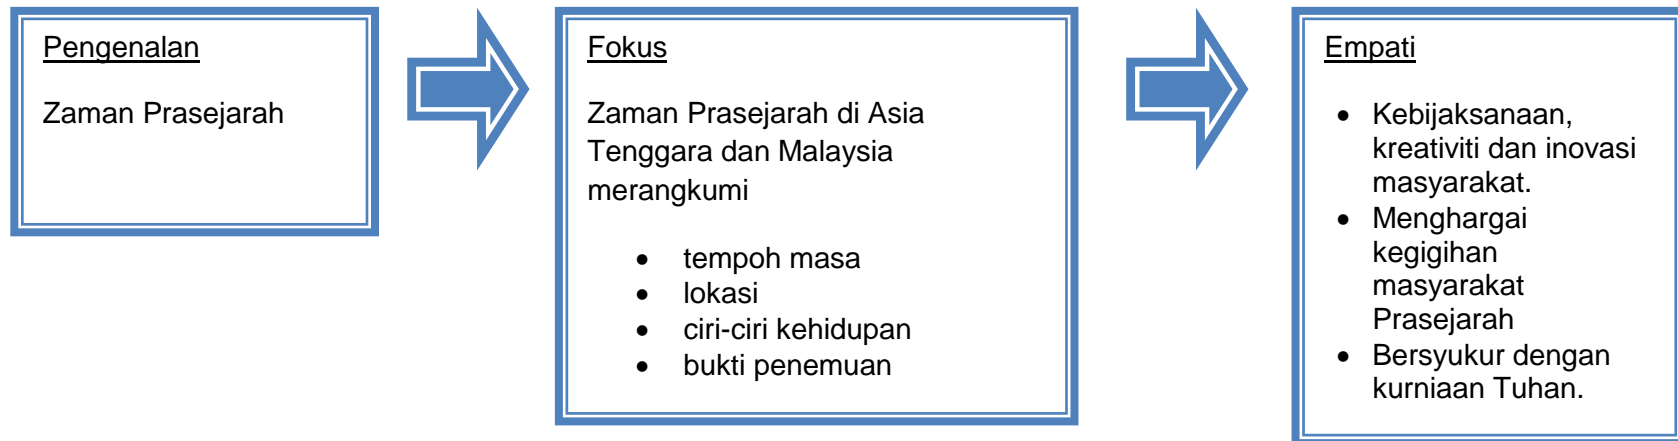 Pengenalan
Zaman Prasejarah
Fokus
Zaman Prasejarah di Asia
Tenggara dan Malaysia
merangkumi
• tempoh masa
• lokasi
• ciri-ciri kehidupan
• bukti penemuan
Empati
• Kebijaksanaan,
kreativiti dan inovasi
masyarakat.
• Menghargai
kegigihan
masyarakat
Prasejarah
• Bersyukur dengan
kurniaan Tuhan.